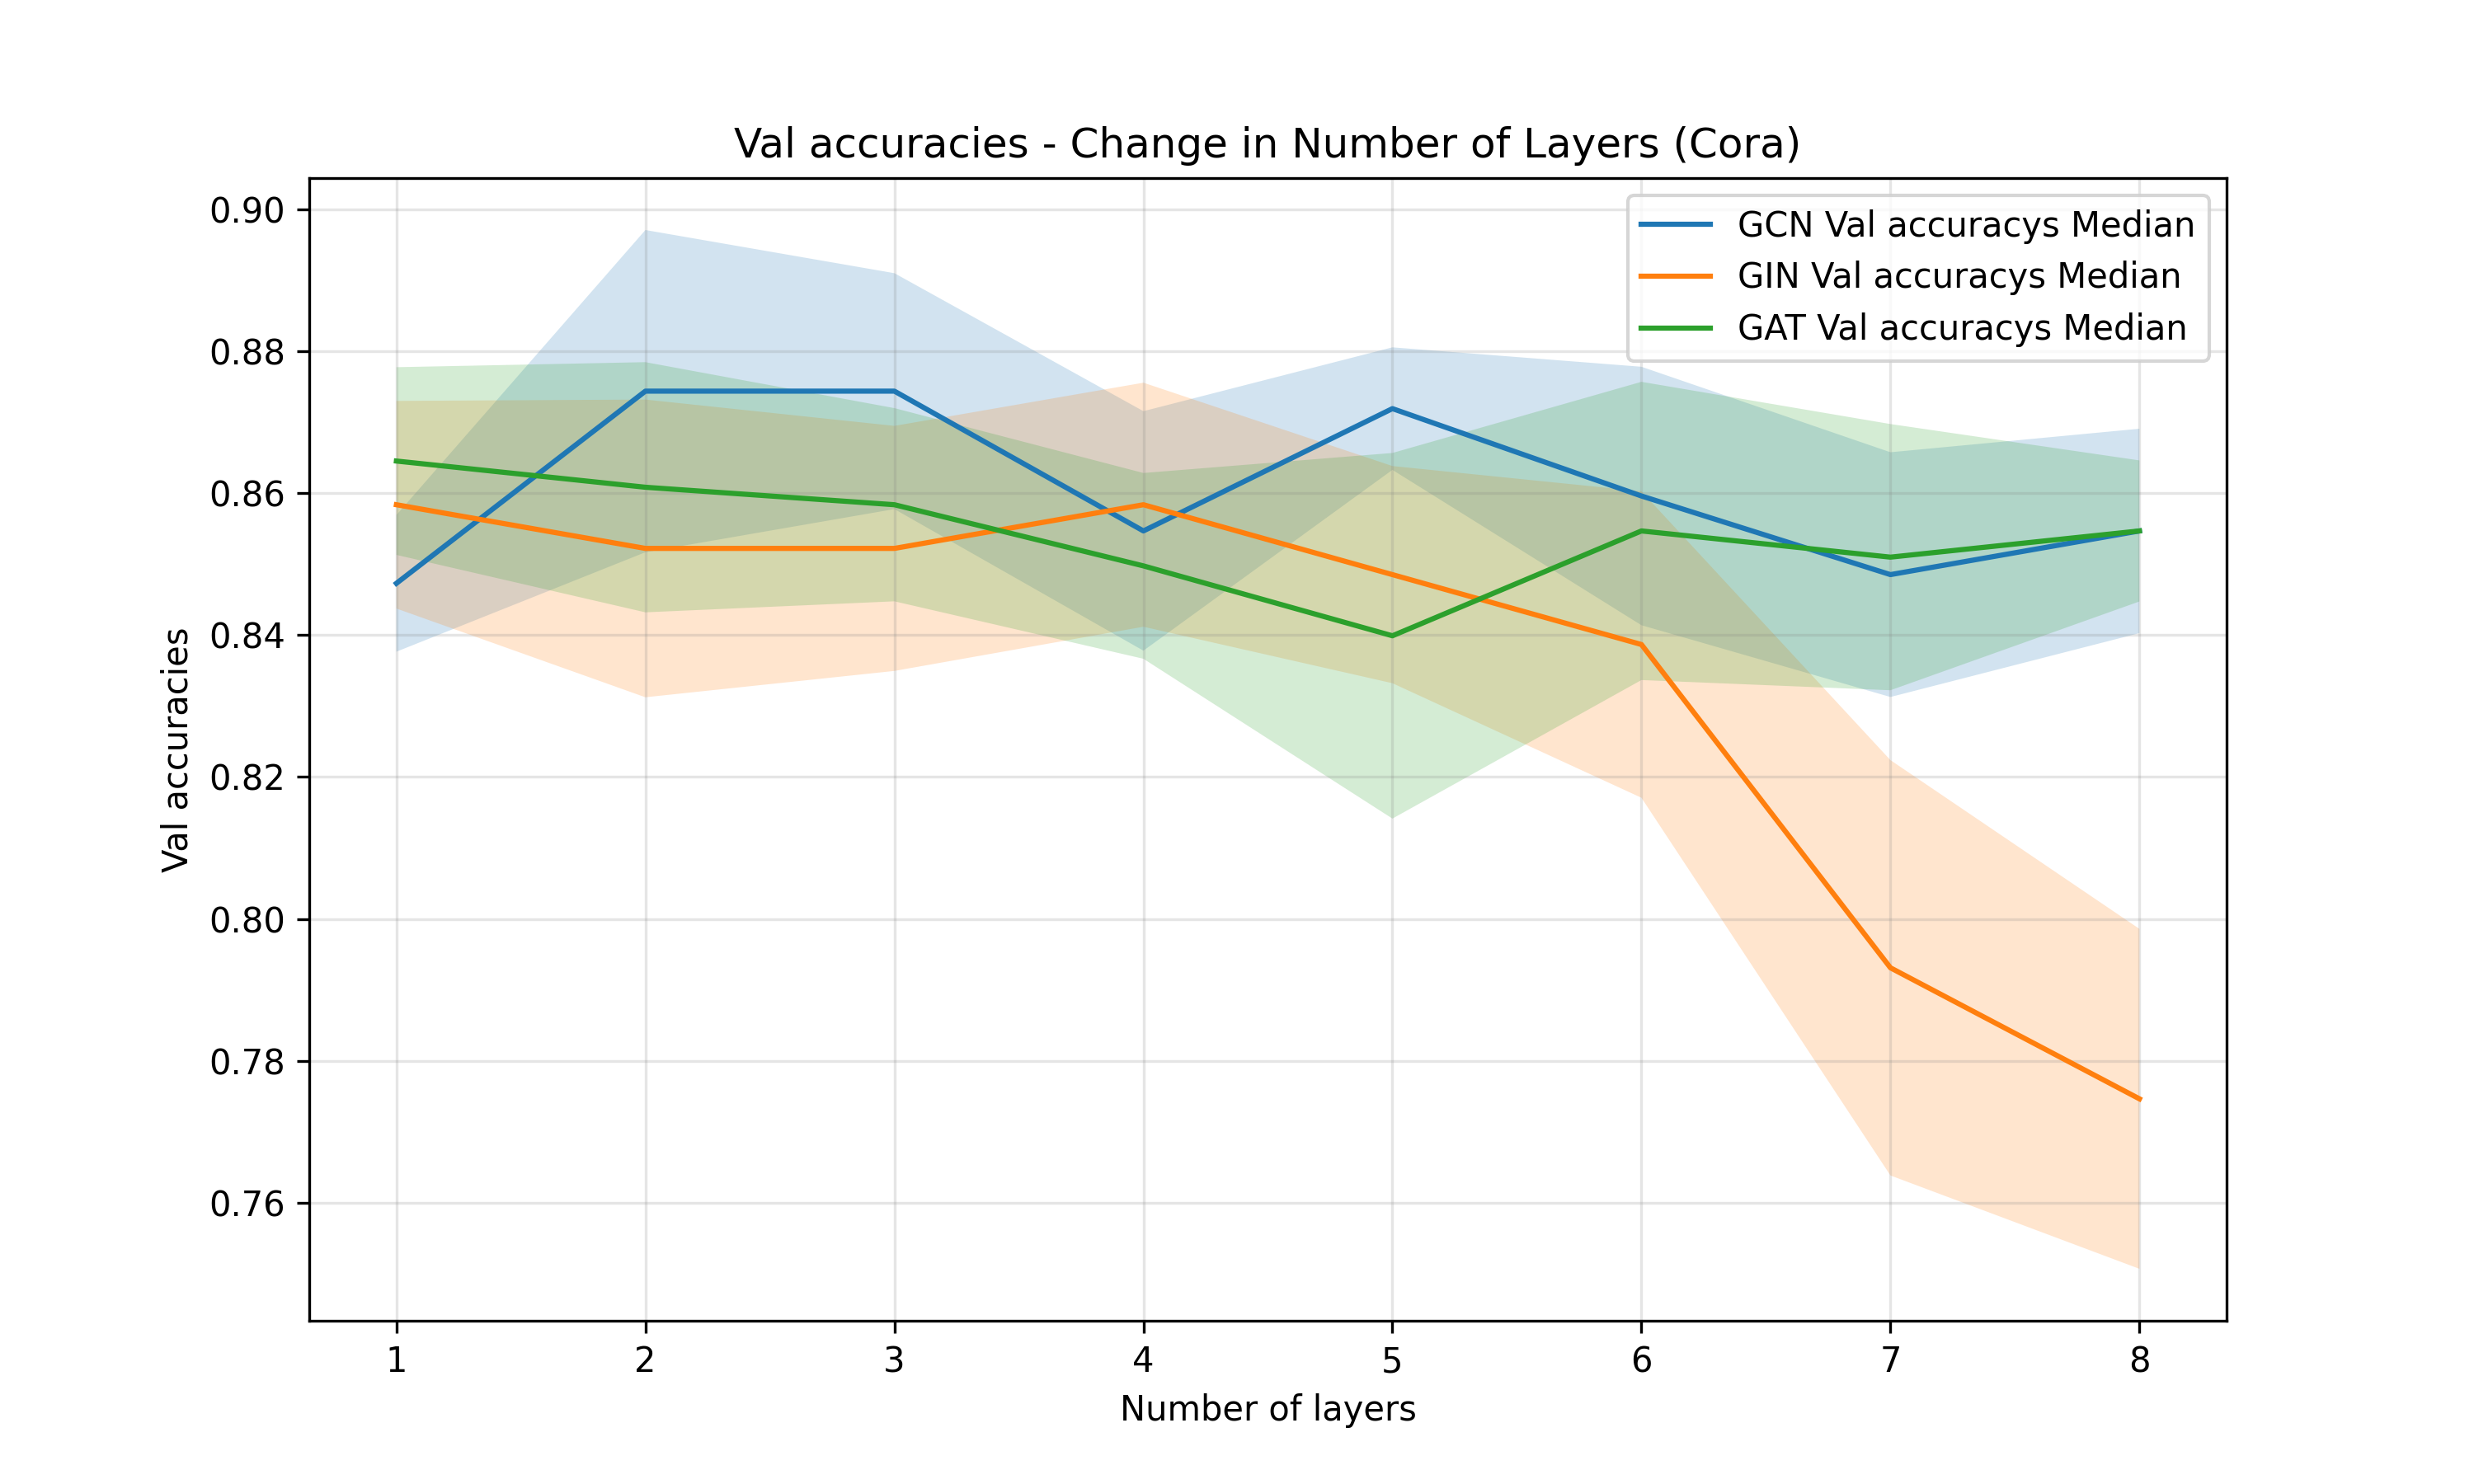 Val accuracies - Change in Number of Layers (Cora)
GCN Val accuracys Median
GIN Val accuracys Median
GAT Val accuracys Median
Val accuracies
0.90
0.88
0.86
0.84
0.82
0.80
0.78
0.76
1 2 3 4 5 6 7 8
Number of layers